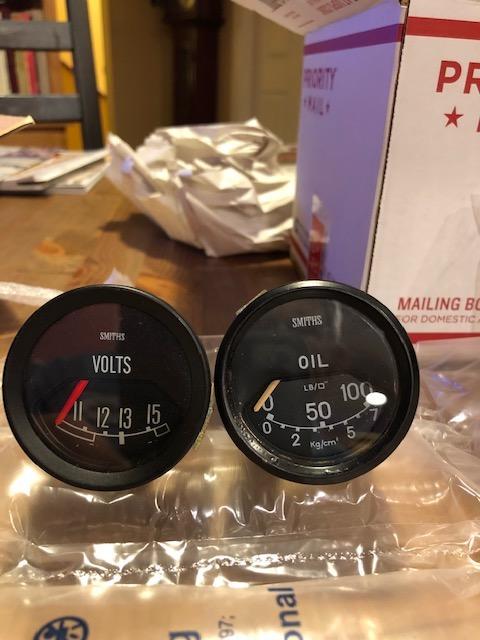 PRIORITY
★ MAIL ★
PR
★
MAILING BO
FOR DOMESTIC
SMITHS
VOLTS
11 12 13 15
SMITHS
OIL
LB/□"
0 50 100
0 2 5 7
Kg/cm²
onal
97;